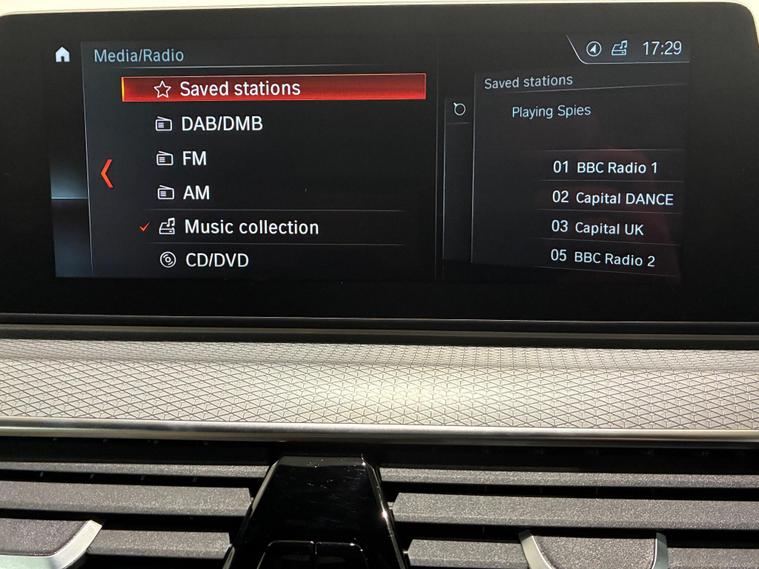 Media/Radio
17:29
Saved stations
DAB/DMB
FM
AM
Music collection
CD/DVD
Saved stations
Playing Spies
01 BBC Radio 1
02 Capital DANCE
03 Capital UK
05 BBC Radio 2